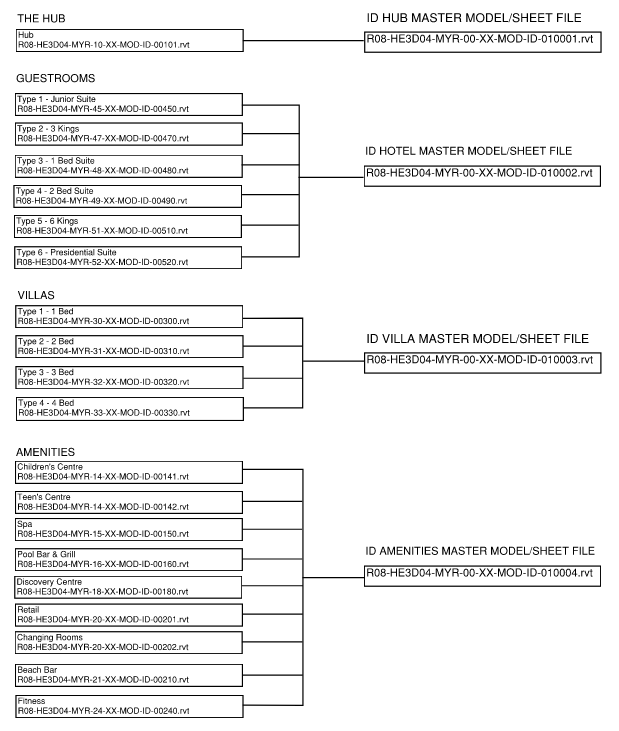 THE HUB
Hub
R08-HE3D04-MYR-10-XX-MOD-ID-00101.rvt
ID HUB MASTER MODEL/SHEET FILE
R08-HE3D04-MYR-00-XX-MOD-ID-010001.rvt
GUESTROOMS
Type 1 - Junior Suite
R08-HE3D04-MYR-45-XX-MOD-ID-00450.rvt
Type 2 - 3 Kings
R08-HE3D04-MYR-47-XX-MOD-ID-00470.rvt
Type 3 - 1 Bed Suite
R08-HE3D04-MYR-48-XX-MOD-ID-00480.rvt
Type 4 - 2 Bed Suite
R08-HE3D04-MYR-49-XX-MOD-ID-00490.rvt
Type 5 - 6 Kings
R08-HE3D04-MYR-51-XX-MOD-ID-00510.rvt
Type 6 - Presidential Suite
R08-HE3D04-MYR-52-XX-MOD-ID-00520.rvt
ID HOTEL MASTER MODEL/SHEET FILE
R08-HE3D04-MYR-00-XX-MOD-ID-010002.rvt
VILLAS
Type 1 - 1 Bed
R08-HE3D04-MYR-30-XX-MOD-ID-00300.rvt
Type 2 - 2 Bed
R08-HE3D04-MYR-31-XX-MOD-ID-00310.rvt
Type 3 - 3 Bed
R08-HE3D04-MYR-32-XX-MOD-ID-00320.rvt
Type 4 - 4 Bed
R08-HE3D04-MYR-33-XX-MOD-ID-00330.rvt
ID VILLA MASTER MODEL/SHEET FILE
R08-HE3D04-MYR-00-XX-MOD-ID-010003.rvt
AMENITIES
Children's Centre
R08-HE3D04-MYR-14-XX-MOD-ID-00141.rvt
Teen's Centre
R08-HE3D04-MYR-14-XX-MOD-ID-00142.rvt
Spa
R08-HE3D04-MYR-15-XX-MOD-ID-00150.rvt
Pool Bar & Grill
R08-HE3D04-MYR-16-XX-MOD-ID-00160.rvt
Discovery Centre
R08-HE3D04-MYR-18-XX-MOD-ID-00180.rvt
Retail
R08-HE3D04-MYR-20-XX-MOD-ID-00201.rvt
Changing Rooms
R08-HE3D04-MYR-20-XX-MOD-ID-00202.rvt
Beach Bar
R08-HE3D04-MYR-21-XX-MOD-ID-00210.rvt
Fitness
R08-HE3D04-MYR-24-XX-MOD-ID-00240.rvt
ID AMENITIES MASTER MODEL/SHEET FILE
R08-HE3D04-MYR-00-XX-MOD-ID-010004.rvt